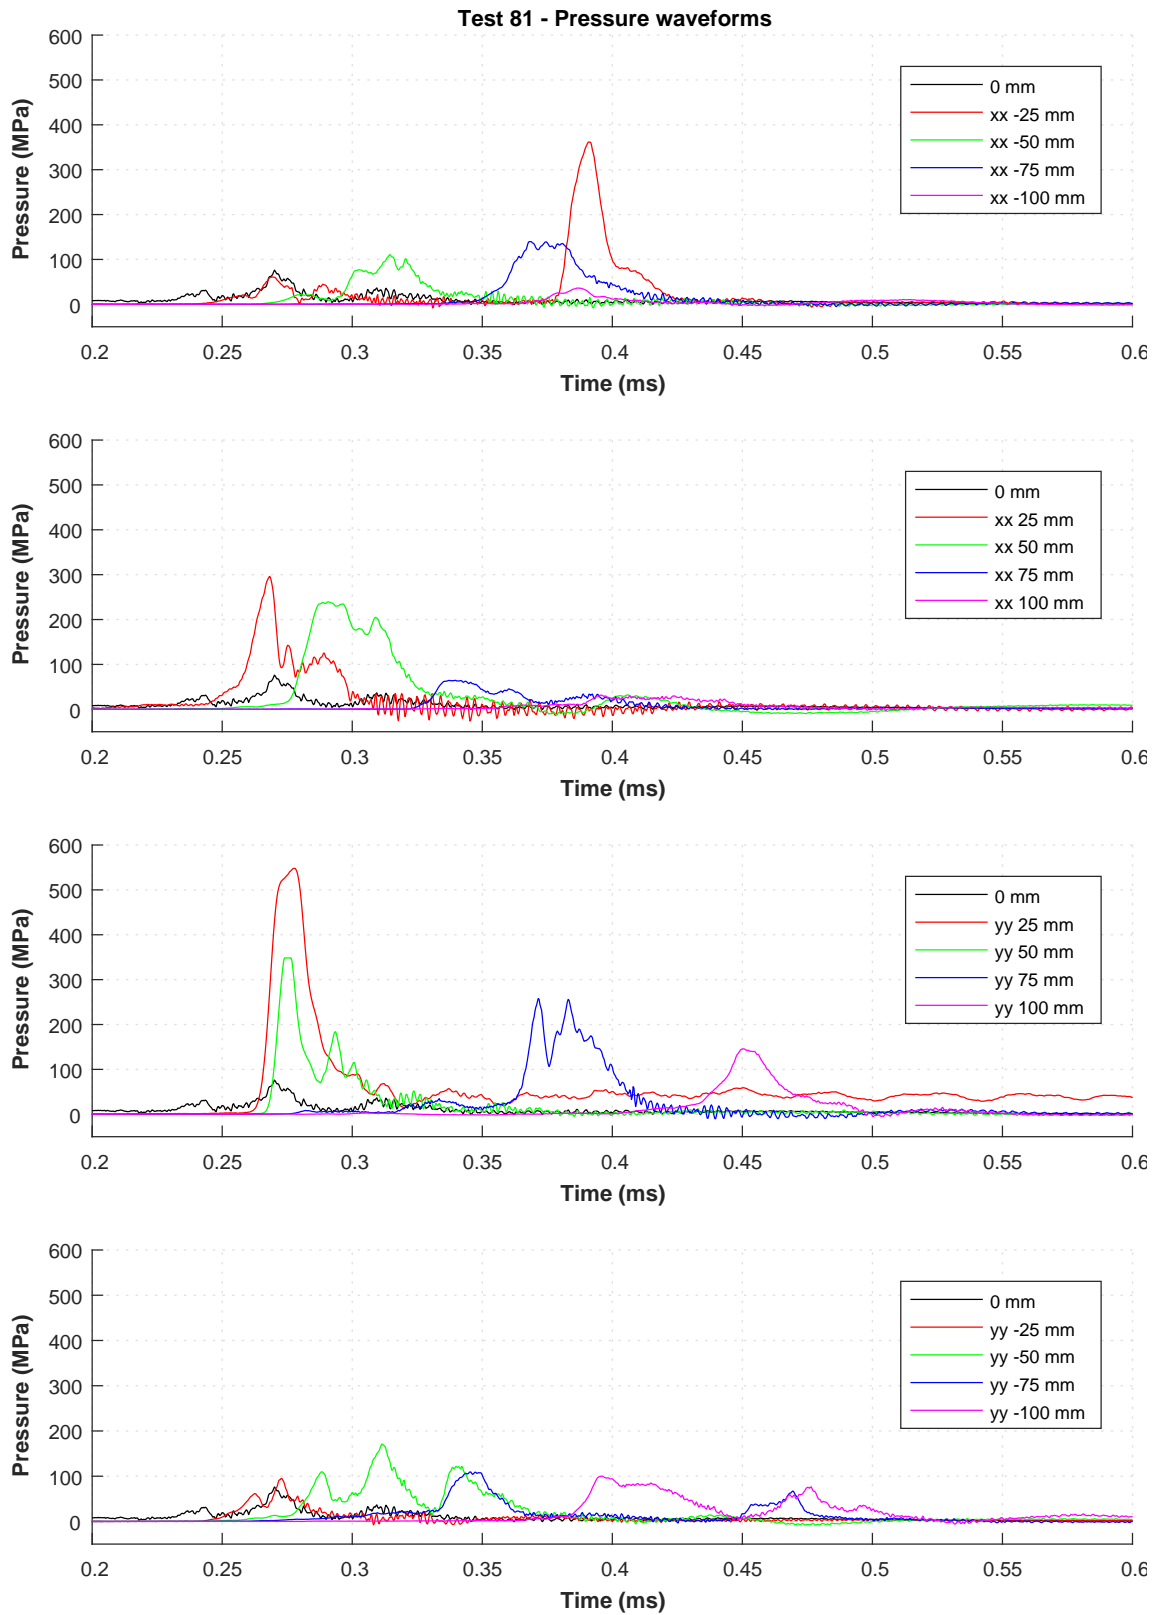 Test 81 - Pressure waveforms
600
500
400
300
200
100
0
Pressure (MPa)
0 mm
xx -25 mm
xx -50 mm
xx -75 mm
xx -100 mm
0.2 0.25 0.3 0.35 0.4 0.45 0.5 0.55 0.6
Time (ms)
600
500
400
300
200
100
0
Pressure (MPa)
0 mm
xx 25 mm
xx 50 mm
xx 75 mm
xx 100 mm
0.2 0.25 0.3 0.35 0.4 0.45 0.5 0.55 0.6
Time (ms)
600
500
400
300
200
100
0
Pressure (MPa)
0 mm
yy 25 mm
yy 50 mm
yy 75 mm
yy 100 mm
0.2 0.25 0.3 0.35 0.4 0.45 0.5 0.55 0.6
Time (ms)
600
500
400
300
200
100
0
Pressure (MPa)
0 mm
yy -25 mm
yy -50 mm
yy -75 mm
yy -100 mm
0.2 0.25 0.3 0.35 0.4 0.45 0.5 0.55 0.6
Time (ms)